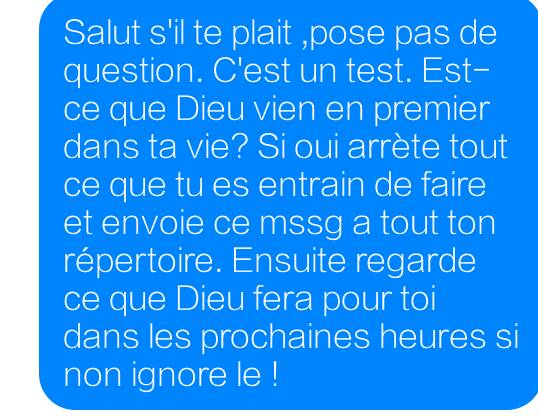 Salut s'il te plait ,pose pas de
question. C'est un test. Est-
ce que Dieu vien en premier
dans ta vie? Si oui arrète tout
ce que tu es entrain de faire
et envoie ce mssg a tout ton
répertoire. Ensuite regarde
ce que Dieu fera pour toi
dans les prochaines heures si
non ignore le !